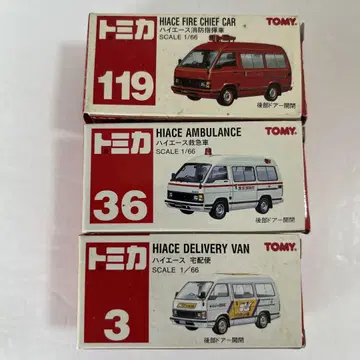 トミカ
119
HIACE FIRE CHIEF CAR
ハイエース消防指揮車
SCALE 1/66
TOMY
後部ドアー開閉
トミカ
36
HIACE AMBULANCE
ハイエース救急車
SCALE 1/66
TOMY
後部ドアー開閉
トミカ
3
HIACE DELIVERY VAN
ハイエース 宅配便
SCALE 1/66
TOMY
後部ドアー開閉